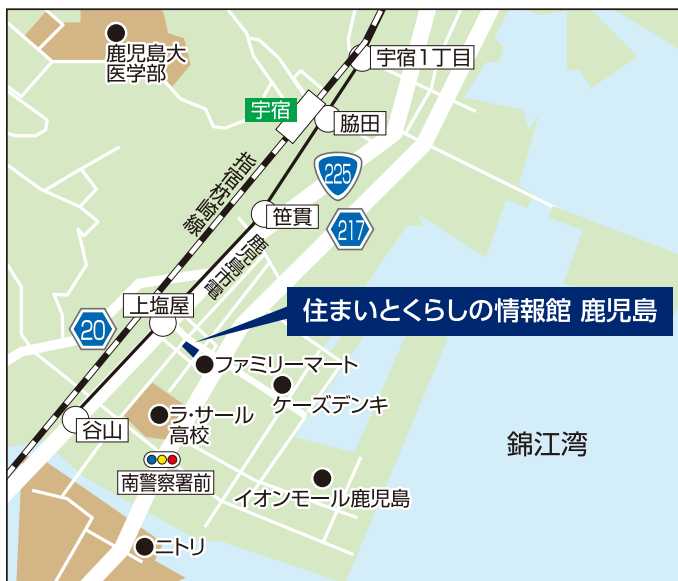 鹿児島大
医学部
宇宿1丁目
宇宿
脇田
指宿枕崎線
225
笹貫
217
鹿児島市電
上塩屋
住まいとくらしの情報館 鹿児島
20
ファミリーマート
ケーズデンキ
ラ・サール
高校
谷山
錦江湾
南警察署前
イオンモール鹿児島
ニトリ